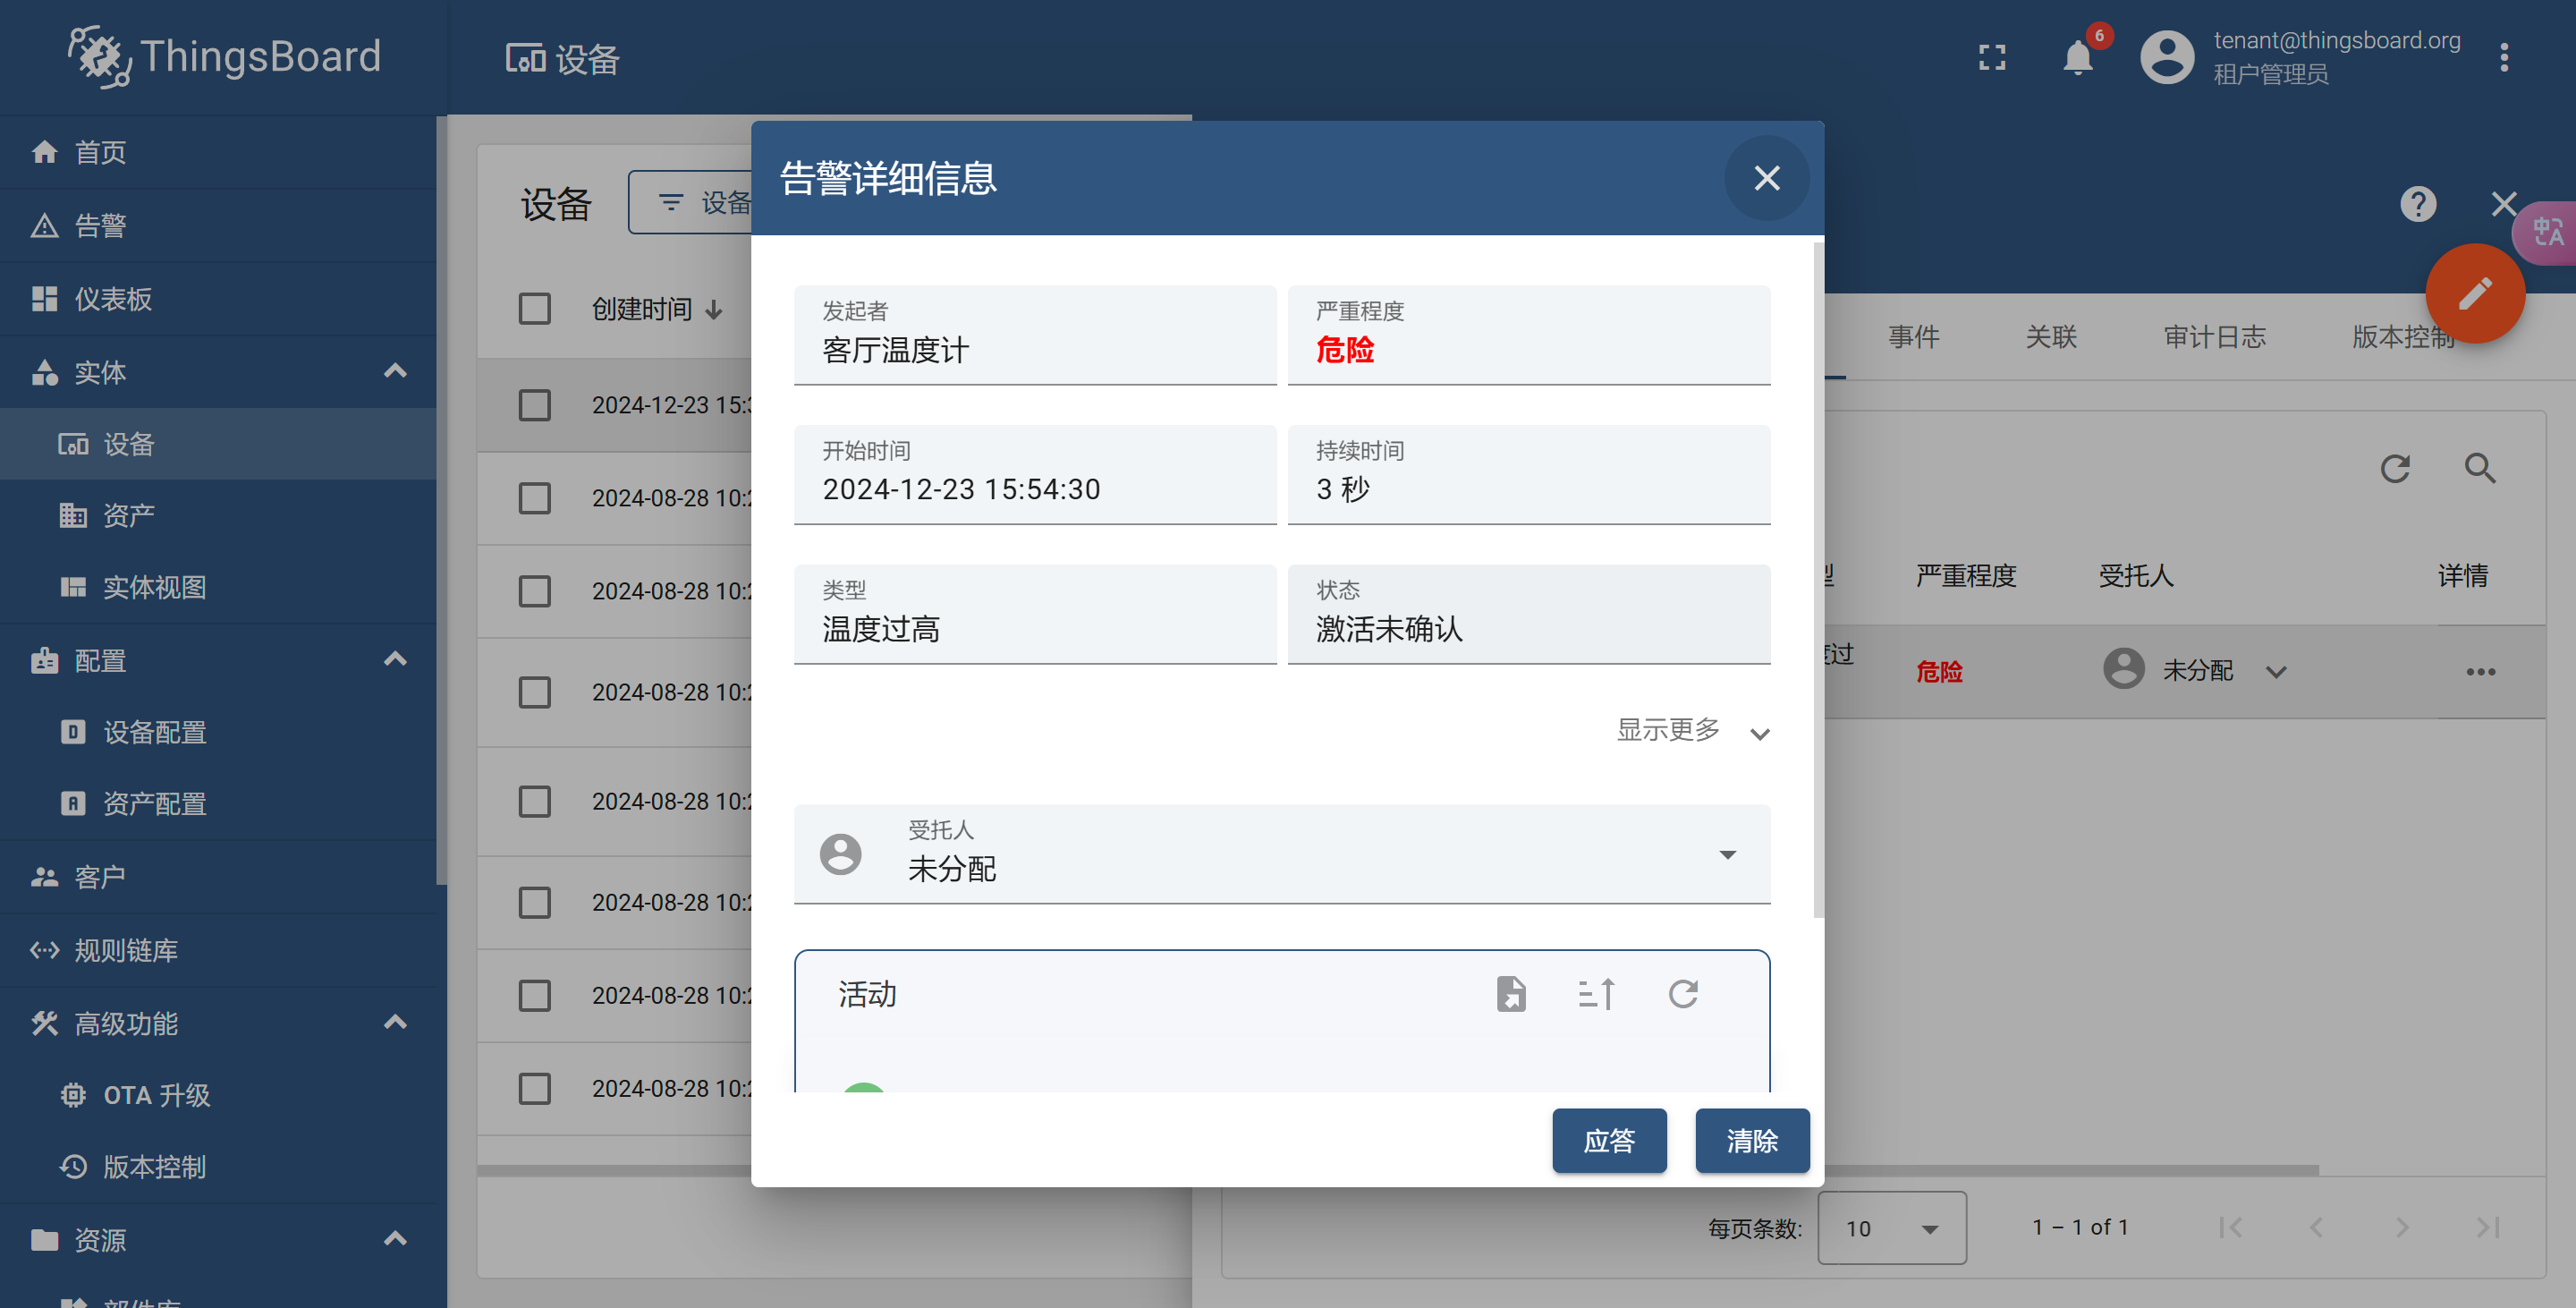 ThingsBoard
设备
6
tenant@thingsboard.org
租户管理员
首页
告警
仪表板
实体
设备
资产
实体视图
配置
设备配置
资产配置
客户
规则链库
高级功能
OTA 升级
版本控制
资源
设备
设备
创建时间
2024-12-23 15:3
2024-08-28 10:2
2024-08-28 10:2
2024-08-28 10:2
2024-08-28 10:2
2024-08-28 10:2
2024-08-28 10:2
2024-08-28 10:2
告警详细信息
发起者
客厅温度计
严重程度
危险
开始时间
2024-12-23 15:54:30
持续时间
3 秒
类型
温度过高
状态
激活未确认
显示更多
受托人
未分配
活动
应答
清除
事件
关联
审计日志
版本控制
型 严重程度 受托人 详情
度过
危险
未分配
每页条数: 10 1 – 1 of 1